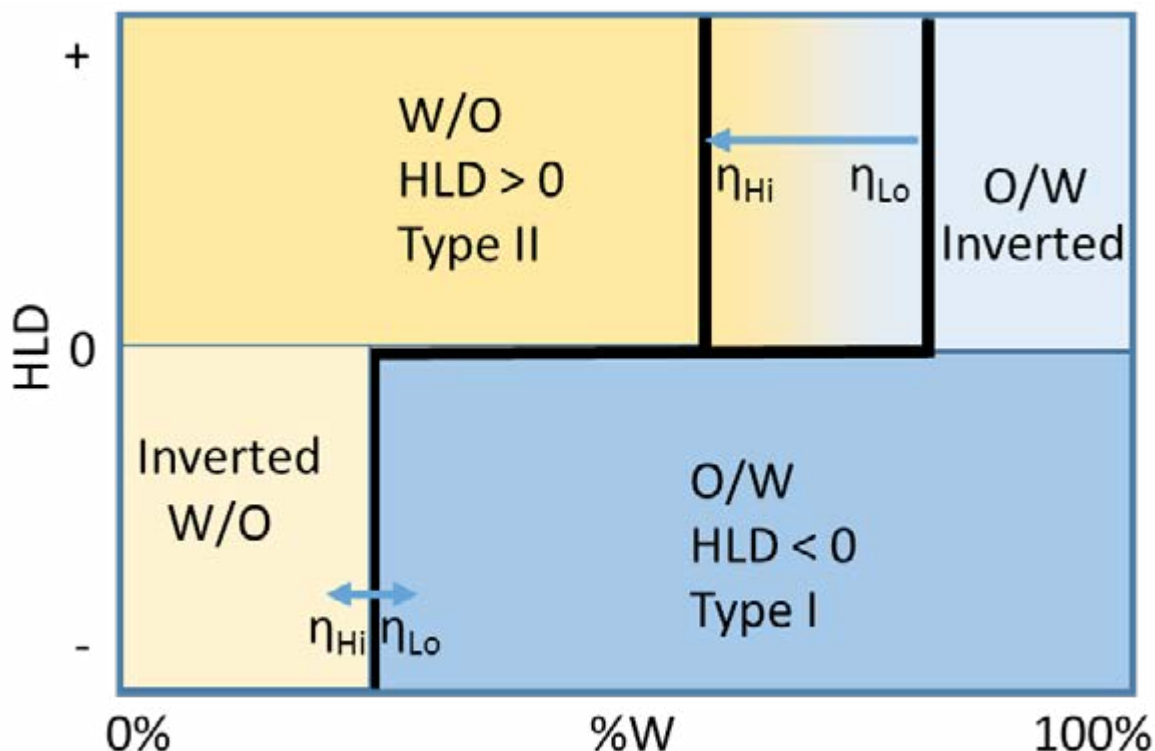 +
W/O
HLD > 0
Type II
ηHi
ηLo
O/W
Inverted
HLD
0
Inverted
W/O
O/W
HLD < 0
Type I
ηHi
ηLo
-
0%
%W
100%